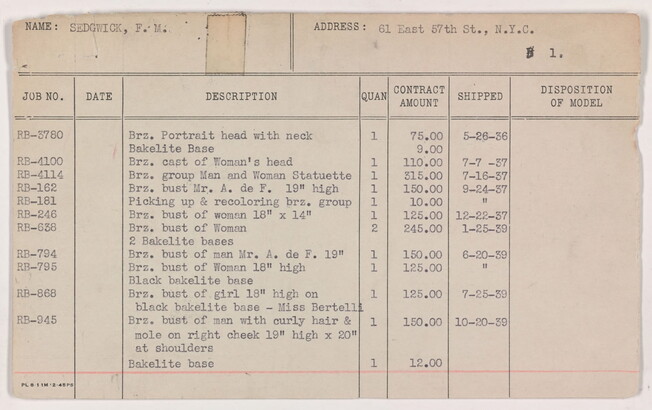 NAME: SEDGWICK, F. M. ADDRESS: 61 East 57th St., N.Y.C.
1.
JOB NO. DATE DESCRIPTION QUAN CONTRACT AMOUNT SHIPPED DISPOSITION OF MODEL
RB-3780 Brz. Portrait head with neck 1 75.00 5-26-36
Bakelite Base 9.00
RB-4100 Brz. cast of Woman's head 1 110.00 7-7-37
RB-4114 Brz. group Man and Woman Statuette 1 315.00 7-16-37
RB-162 Brz. bust Mr. A. de F. 19" high 1 150.00 9-24-37
RB-181 Picking up & recoloring brz. group 1 10.00 "
RB-246 Brz. bust of woman 18" x 14" 1 125.00 12-22-37
RB-638 Brz. bust of Woman 2 245.00 1-25-39
2 Bakelite bases
RB-794 Brz. bust of man Mr. A. de F. 19" 1 150.00 6-20-39
RB-795 Brz. bust of Woman 18" high 1 125.00 "
Black bakelite base
RB-868 Brz. bust of girl 18" high on 1 125.00 7-25-39
black bakelite base - Miss Bertelli
RB-945 Brz. bust of man with curly hair & 1 150.00 10-20-39
mole on right cheek 19" high x 20"
at shoulders
Bakelite base 1 12.00